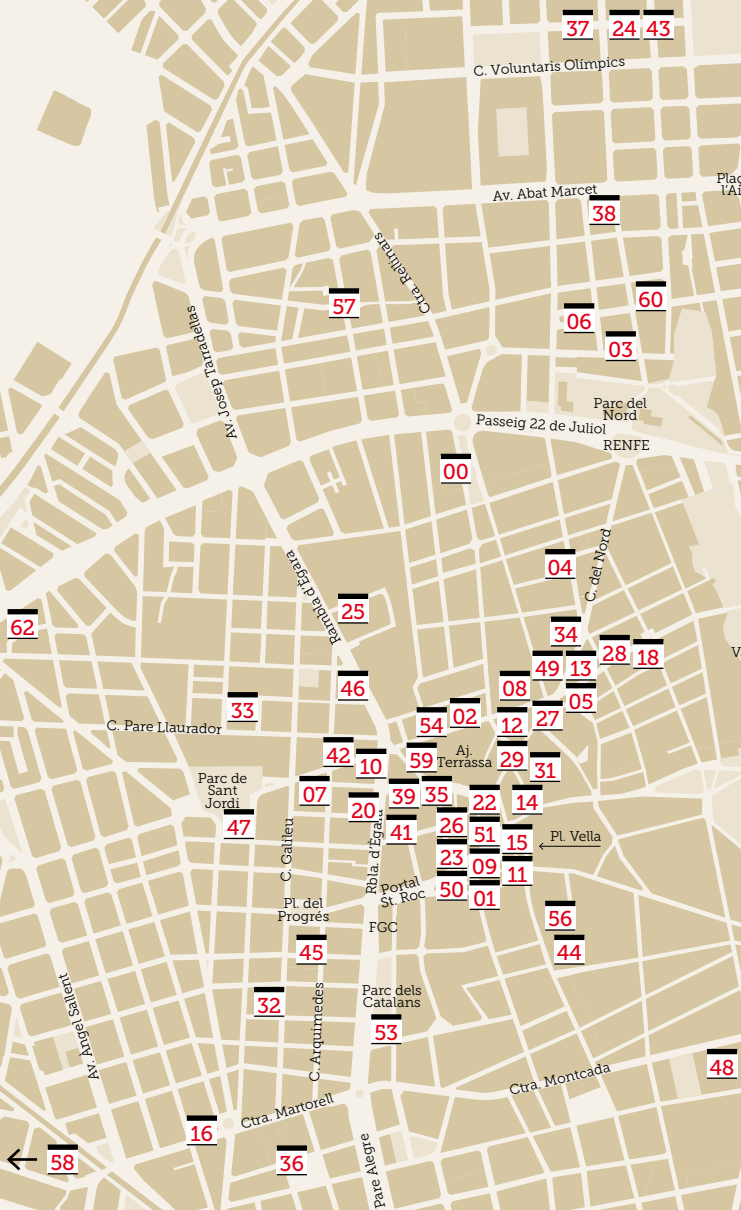 37 24 43
C. Voluntaris Olímpics
Av. Abat Marcet
38
Ctra. Rellinars
57
60
06
03
Av. Josep Tarradellas
Parc del
Nord
Passeig 22 de Juliol
RENFE
00
04
C. del Nord
Rambla d'Ègara
25
62
34
28
18
49
13
46
08
05
33
C. Pare Llaurador
54
02
12
27
42
10
59
Aj.
Terrassa
29
31
Parc de
Sant
Jordi
07
39
35
20
22
14
47
C. Galileu
Rbla. d'Ègara
41
26
51
15
Pl. Vella
23
09
11
Portal
St. Roc
50
01
Pl. del
Progrés
FGC
56
45
44
Av. Àngel Sallent
32
C. Arquimedes
Parc dels
Catalans
53
48
Ctra. Montcada
Ctra. Martorell
16
58
36
Pare Alegre